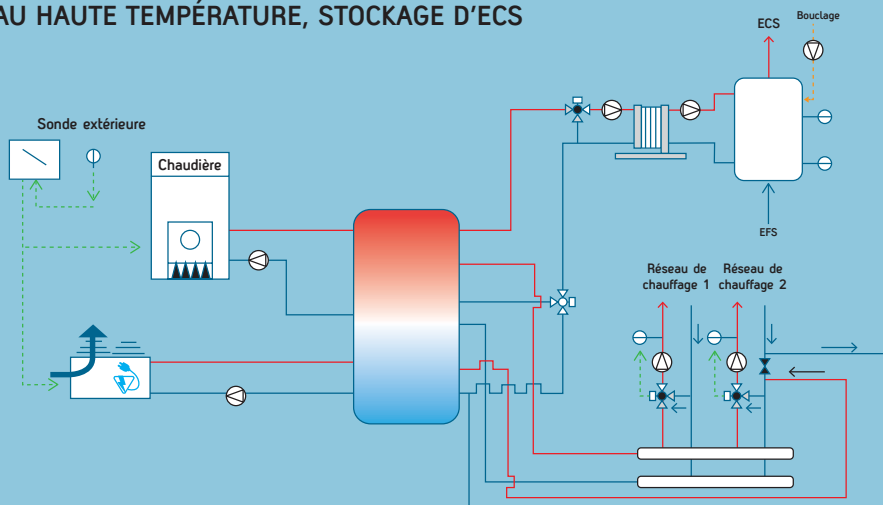 AU HAUTE TEMPÉRATURE, STOCKAGE D'ECS
ECS
Bouclage
Sonde extérieure
Chaudière
EFS
Réseau de
chauffage 1
Réseau de
chauffage 2